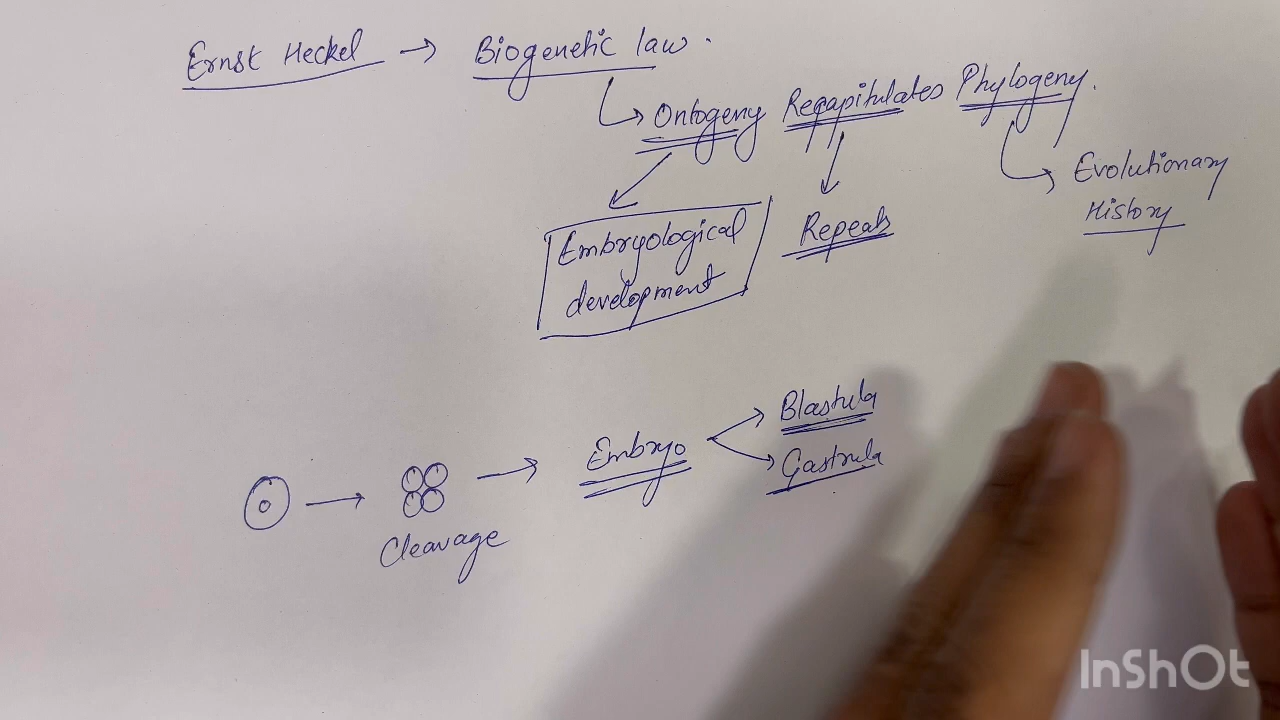 Ernst Heckel → Biogenetic law.
Ontogeny Recapitulates Phylogeny.
Embryological
development
Repeats
Evolutionary
History
Cleavage
Embryo
Blastula
Gastrula
InShOt